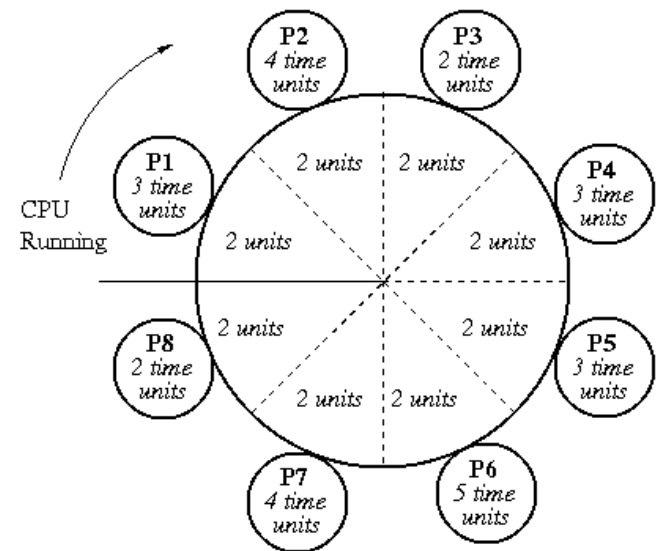 P2
4 time
units
P3
2 time
units
P1
3 time
units
2 units
2 units
P4
3 time
units
CPU
Running
2 units
2 units
P8
2 time
units
2 units
2 units
P5
3 time
units
2 units
2 units
P7
4 time
units
P6
5 time
units